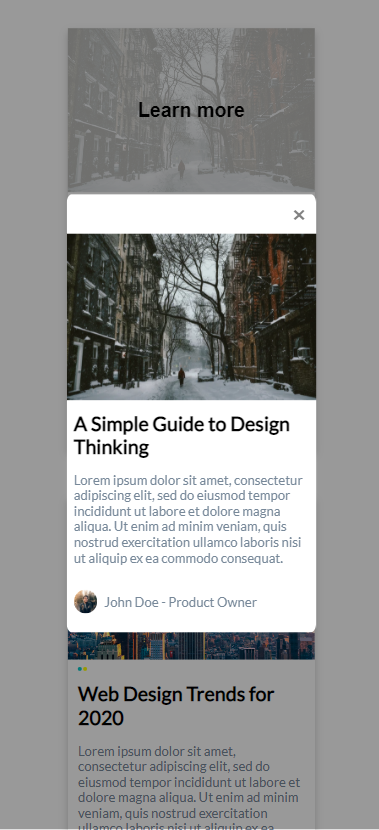 Learn more
×
A Simple Guide to Design
Thinking
Lorem ipsum dolor sit amet, consectetur
adipiscing elit, sed do eiusmod tempor
incididunt ut labore et dolore magna
aliqua. Ut enim ad minim veniam, quis
nostrud exercitation ullamco laboris nisi
ut aliquip ex ea commodo consequat.
John Doe - Product Owner
Web Design Trends for
2020
Lorem ipsum dolor sit amet,
consectetur adipiscing elit, sed do
eiusmod tempor incididunt ut labore et
dolore magna aliqua. Ut enim ad minim
veniam, quis nostrud exercitation
ullamco laboris nisi ut aliquip ex ea